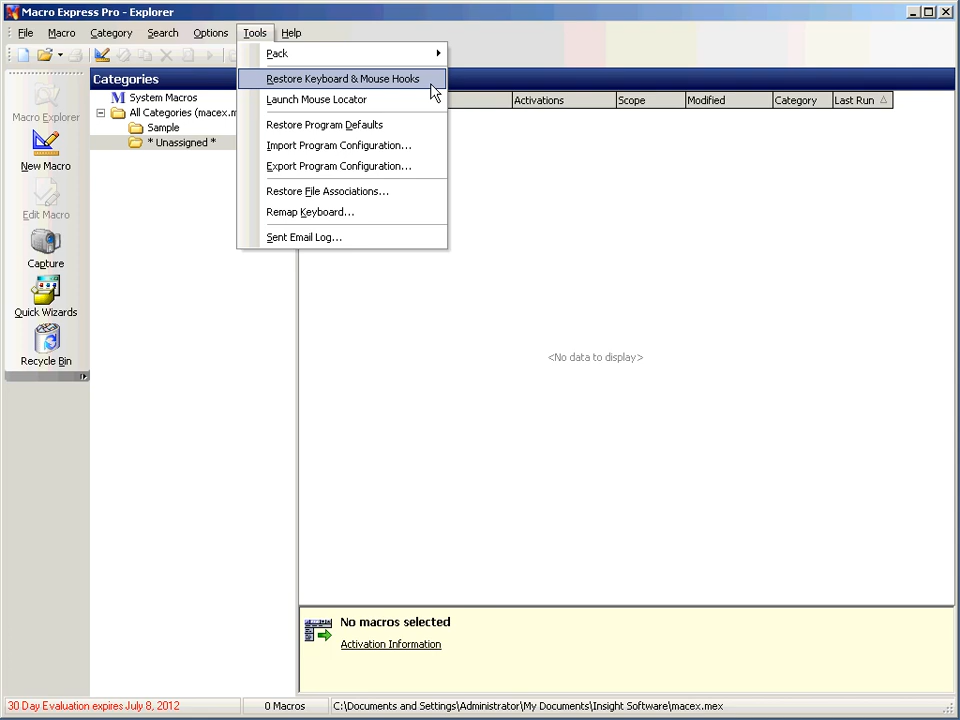 Macro Express Pro - Explorer
File Macro Category Search Options Tools Help
Macro Explorer
New Macro
Edit Macro
Capture
Quick Wizards
Recycle Bin
Categories
System Macros
All Categories (macex.m
Sample
* Unassigned *
Pack
Restore Keyboard & Mouse Hooks
Launch Mouse Locator
Restore Program Defaults
Import Program Configuration...
Export Program Configuration...
Restore File Associations...
Remap Keyboard...
Sent Email Log...
Activations Scope Modified Category Last Run
<No data to display>
No macros selected
Activation Information
30 Day Evaluation expires July 8, 2012 0 Macros C:\Documents and Settings\Administrator\My Documents\Insight Software\macex.mex